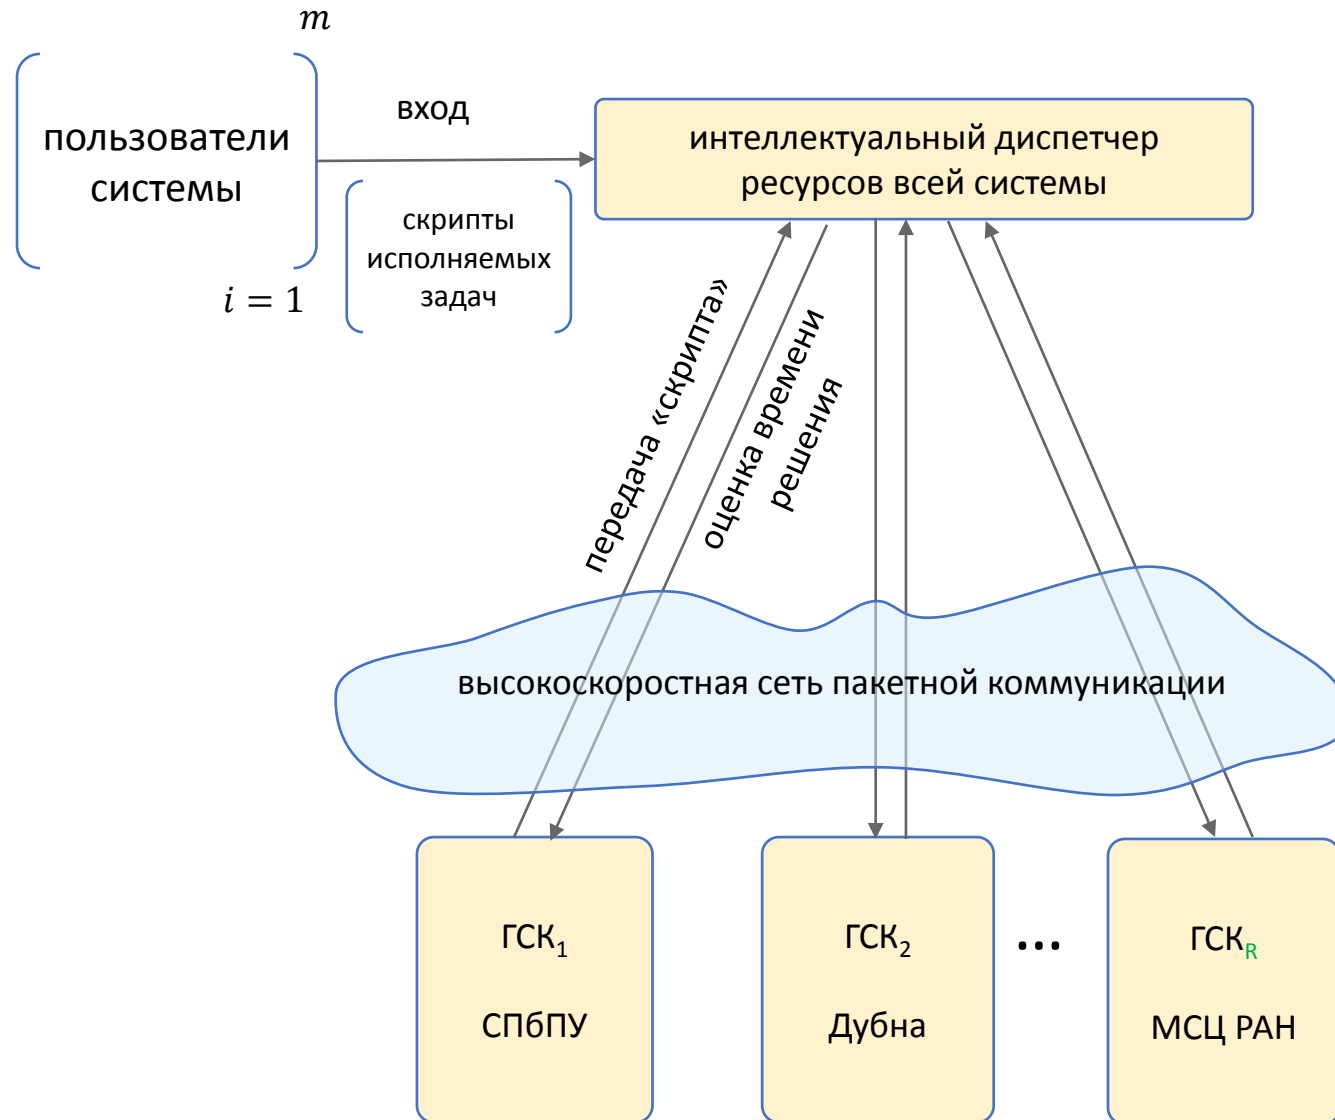 m
пользователи
системы
i = 1
вход
скрипты
исполняемых
задач
интеллектуальный диспетчер
ресурсов всей системы
передача «скрипта»
оценка времени
решения
высокоскоростная сеть пакетной коммуникации
ГСК₁
СПбПУ
ГСК₂
Дубна
...
ГСКR
МСЦ РАН